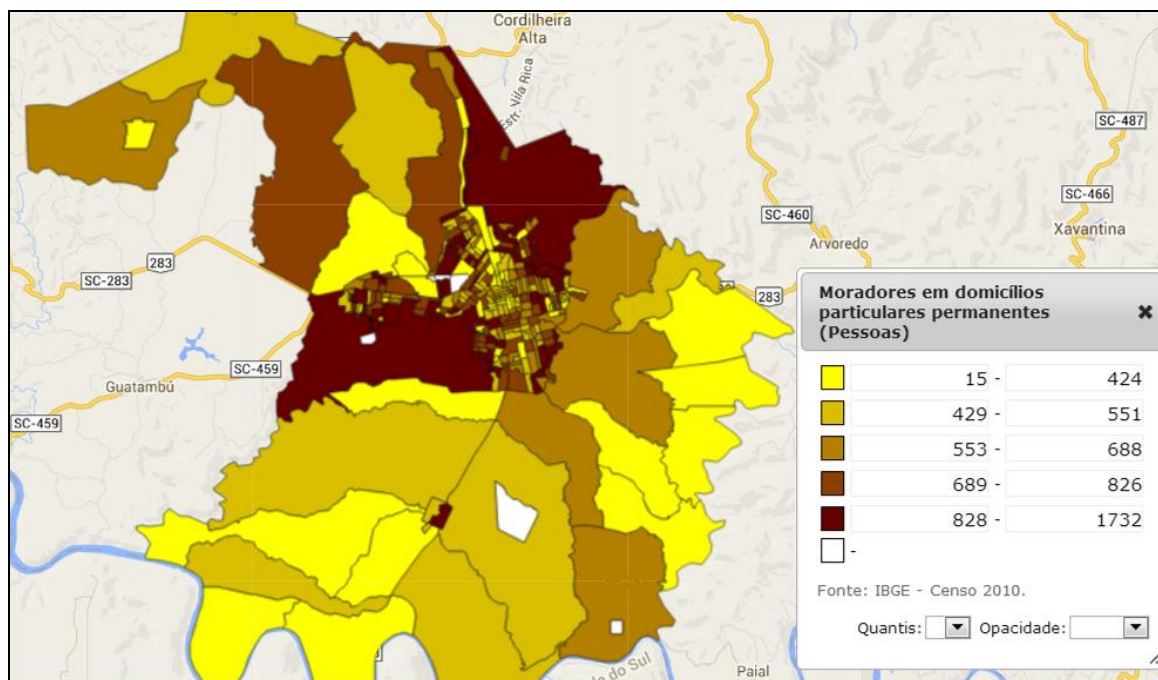 Cordilheira
Alta
Estr. Vila Rica
SC-487
SC-466
SC-460
Xavantina
Arvoredo
283
SC-283
283
SC-459
Guatambú
SC-459
do Sul
Paial
Moradores em domicílios
particulares permanentes
(Pessoas)
15 - 424
429 - 551
553 - 688
689 - 826
828 - 1732
-
Fonte: IBGE - Censo 2010.
Quantis: Opacidade: